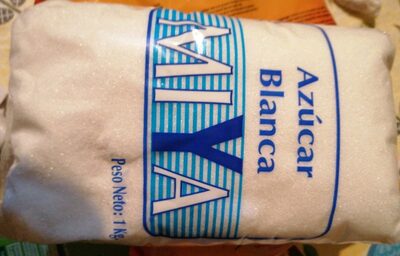 Azúcar
Blanca
MIYA
Peso Neto: 1 Kg